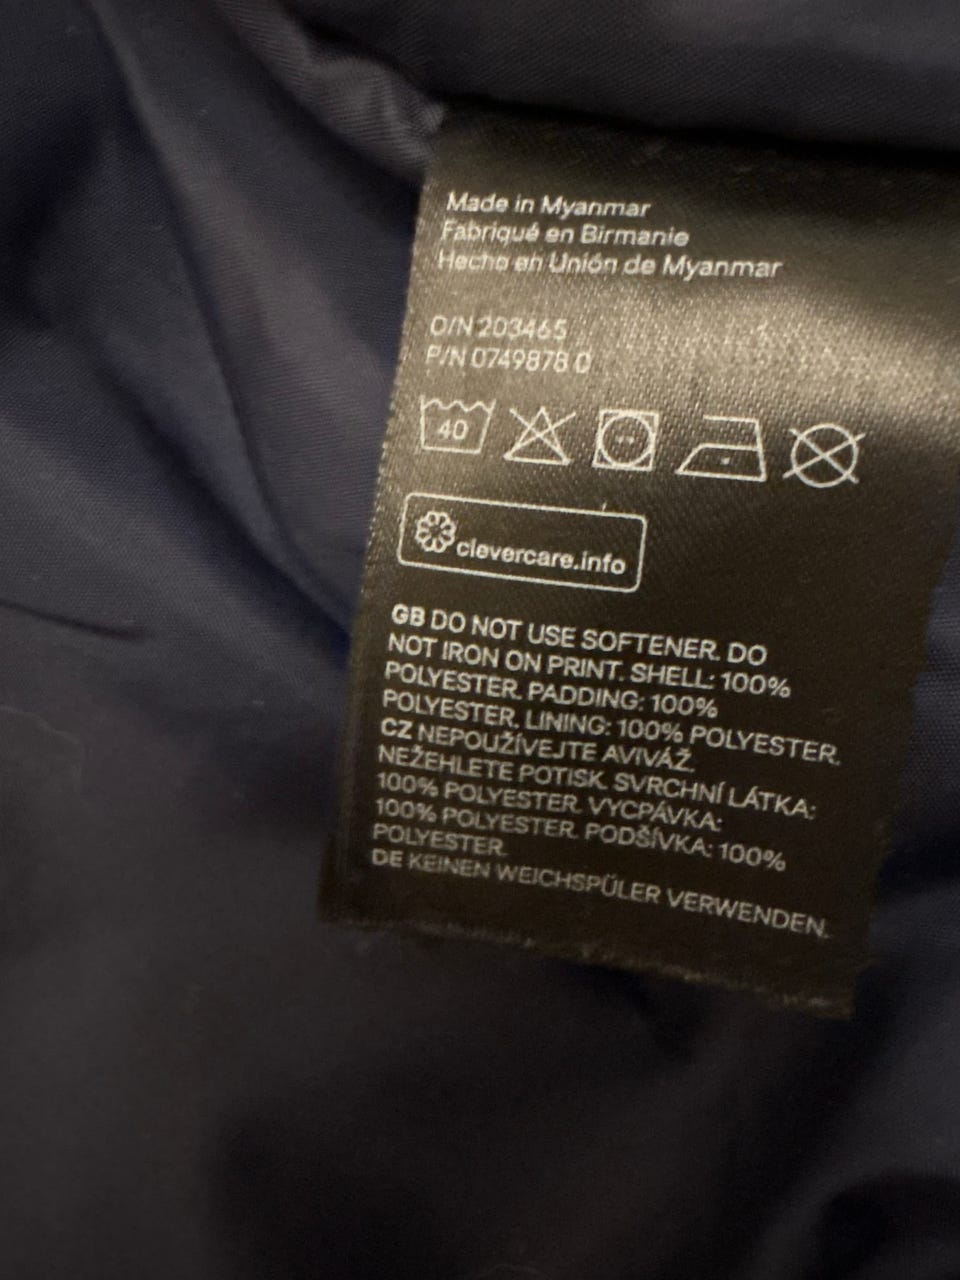 Made in Myanmar
Fabriqué en Birmanie
Hecho en Unión de Myanmar
O/N 203465
P/N 0749878 0
40
clevercare.info
GB DO NOT USE SOFTENER. DO
NOT IRON ON PRINT. SHELL: 100%
POLYESTER. PADDING: 100%
POLYESTER. LINING: 100% POLYESTER.
CZ NEPOUŽÍVEJTE AVIVÁŽ.
NEŽEHLETE POTISK. SVRCHNÍ LÁTKA:
100% POLYESTER. VYCPÁVKA:
100% POLYESTER. PODŠÍVKA: 100%
POLYESTER.
DE KEINEN WEICHSPÜLER VERWENDEN.